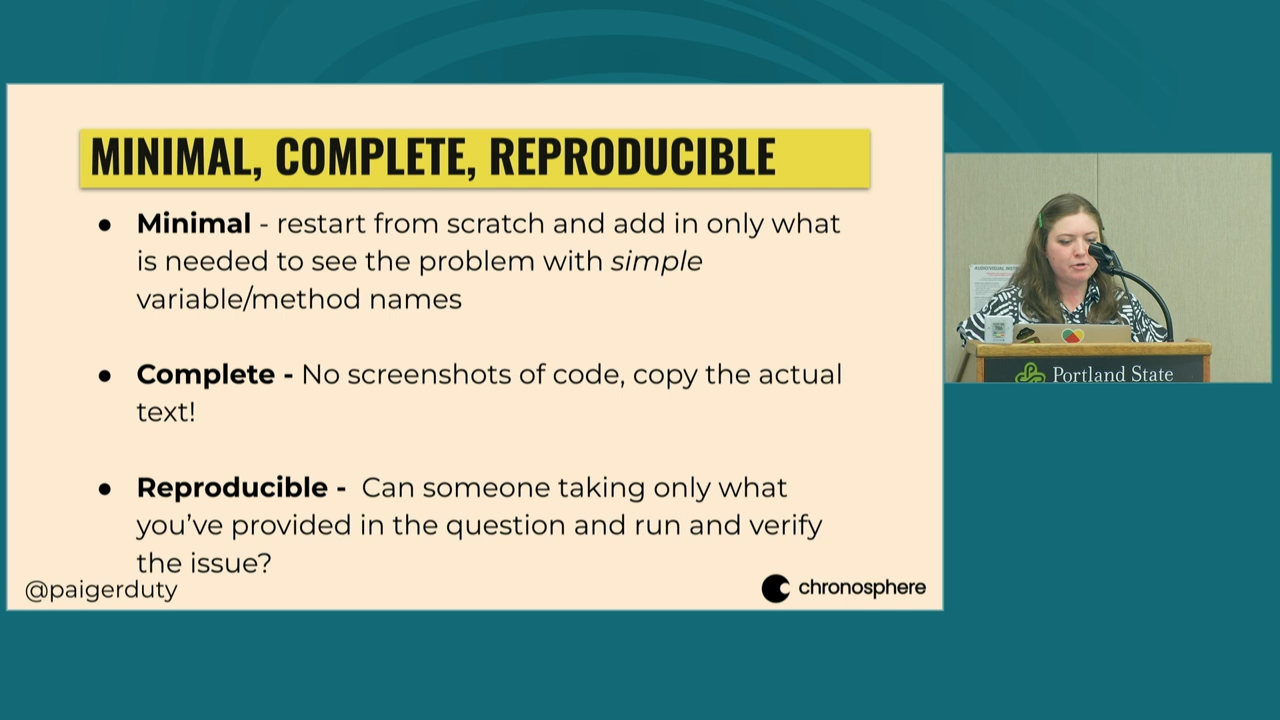 MINIMAL, COMPLETE, REPRODUCIBLE
● Minimal - restart from scratch and add in only what
is needed to see the problem with simple
variable/method names
● Complete - No screenshots of code, copy the actual
text!
● Reproducible - Can someone taking only what
you've provided in the question and run and verify
the issue?
@paigerduty
chronosphere
Portland State